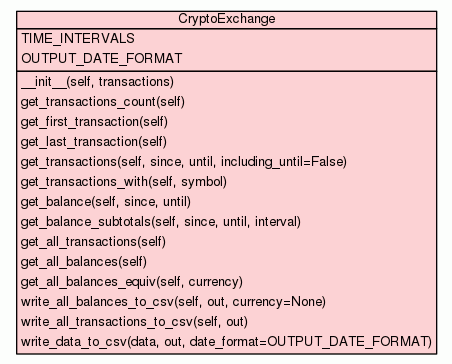 CryptoExchange
TIME_INTERVALS
OUTPUT_DATE_FORMAT
__init__(self, transactions)
get_transactions_count(self)
get_first_transaction(self)
get_last_transaction(self)
get_transactions(self, since, until, including_until=False)
get_transactions_with(self, symbol)
get_balance(self, since, until)
get_balance_subtotals(self, since, until, interval)
get_all_transactions(self)
get_all_balances(self)
get_all_balances_equiv(self, currency)
write_all_balances_to_csv(self, out, currency=None)
write_all_transactions_to_csv(self, out)
write_data_to_csv(data, out, date_format=OUTPUT_DATE_FORMAT)